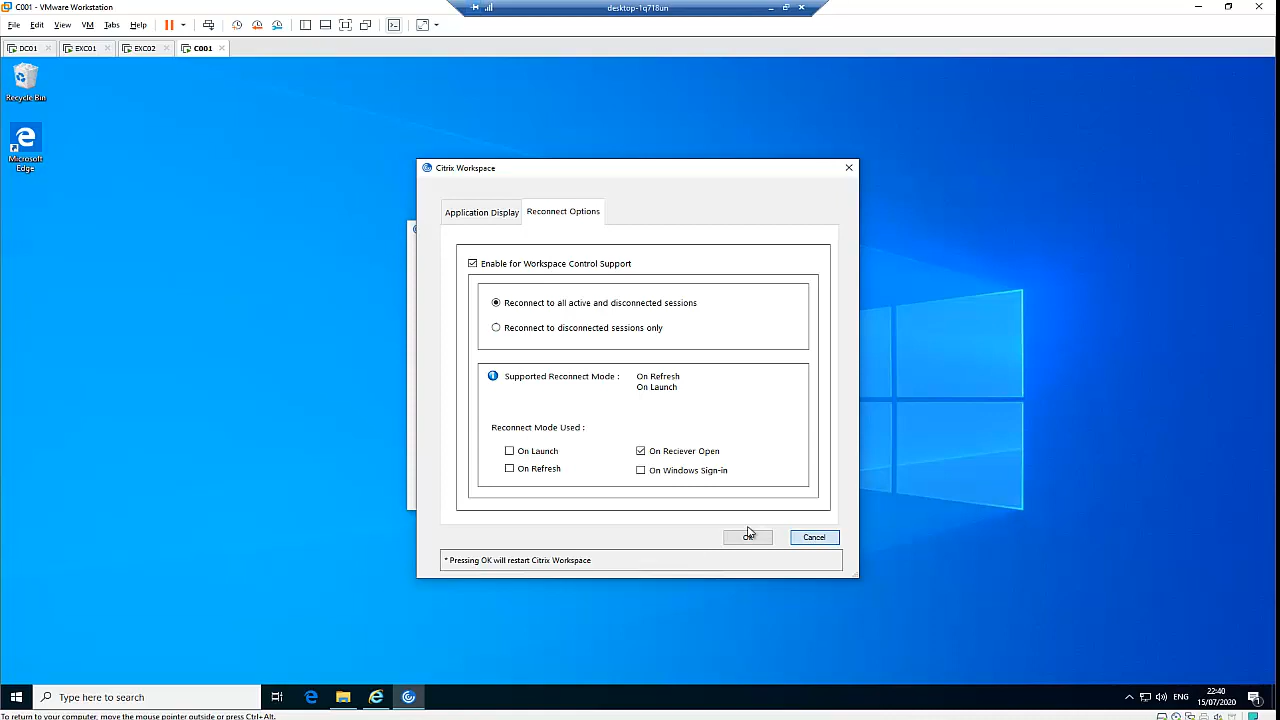 C001 - VMware Workstation
desktop-1q718un
File Edit View VM Tabs Help
DC01 EXC01 EXC02 C001
Recycle Bin
Microsoft
Edge
Citrix Workspace
Application Display Reconnect Options
Enable for Workspace Control Support
Reconnect to all active and disconnected sessions
Reconnect to disconnected sessions only
Supported Reconnect Mode : On Refresh
On Launch
Reconnect Mode Used :
On Launch On Reciever Open
On Refresh On Windows Sign-in
Cancel
* Pressing OK will restart Citrix Workspace
Type here to search
ENG
22:40
15/07/2020
To return to your computer, move the mouse pointer outside or press Ctrl+Alt.